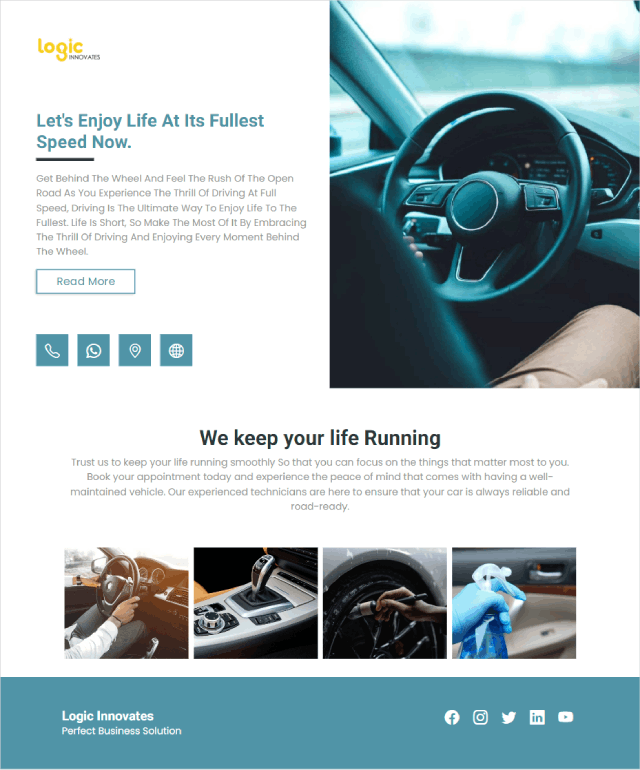 logic
INNOVATES
Let's Enjoy Life At Its Fullest
Speed Now.
Get Behind The Wheel And Feel The Rush Of The Open
Road As You Experience The Thrill Of Driving At Full
Speed, Driving Is The Ultimate Way To Enjoy Life To The
Fullest. Life Is Short, So Make The Most Of It By Embracing
The Thrill Of Driving And Enjoying Every Moment Behind
The Wheel.
Read More
We keep your life Running
Trust us to keep your life running smoothly So that you can focus on the things that matter most to you.
Book your appointment today and experience the peace of mind that comes with having a well-
maintained vehicle. Our experienced technicians are here to ensure that your car is always reliable and
road-ready.
Logic Innovates
Perfect Business Solution